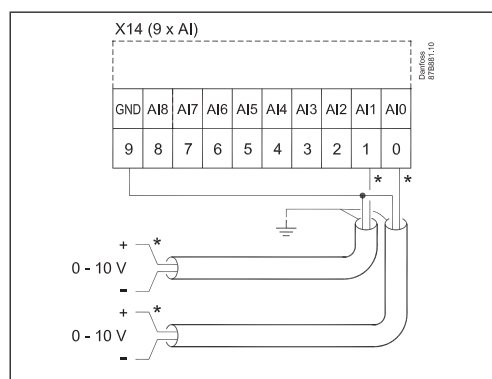 X14 (9 x AI)
Danfoss
87B881.10
GND AI8 AI7 AI6 AI5 AI4 AI3 AI2 AI1 AI0
9 8 7 6 5 4 3 2 1 0
* *
+ *
0 - 10 V
-
+ *
0 - 10 V
-